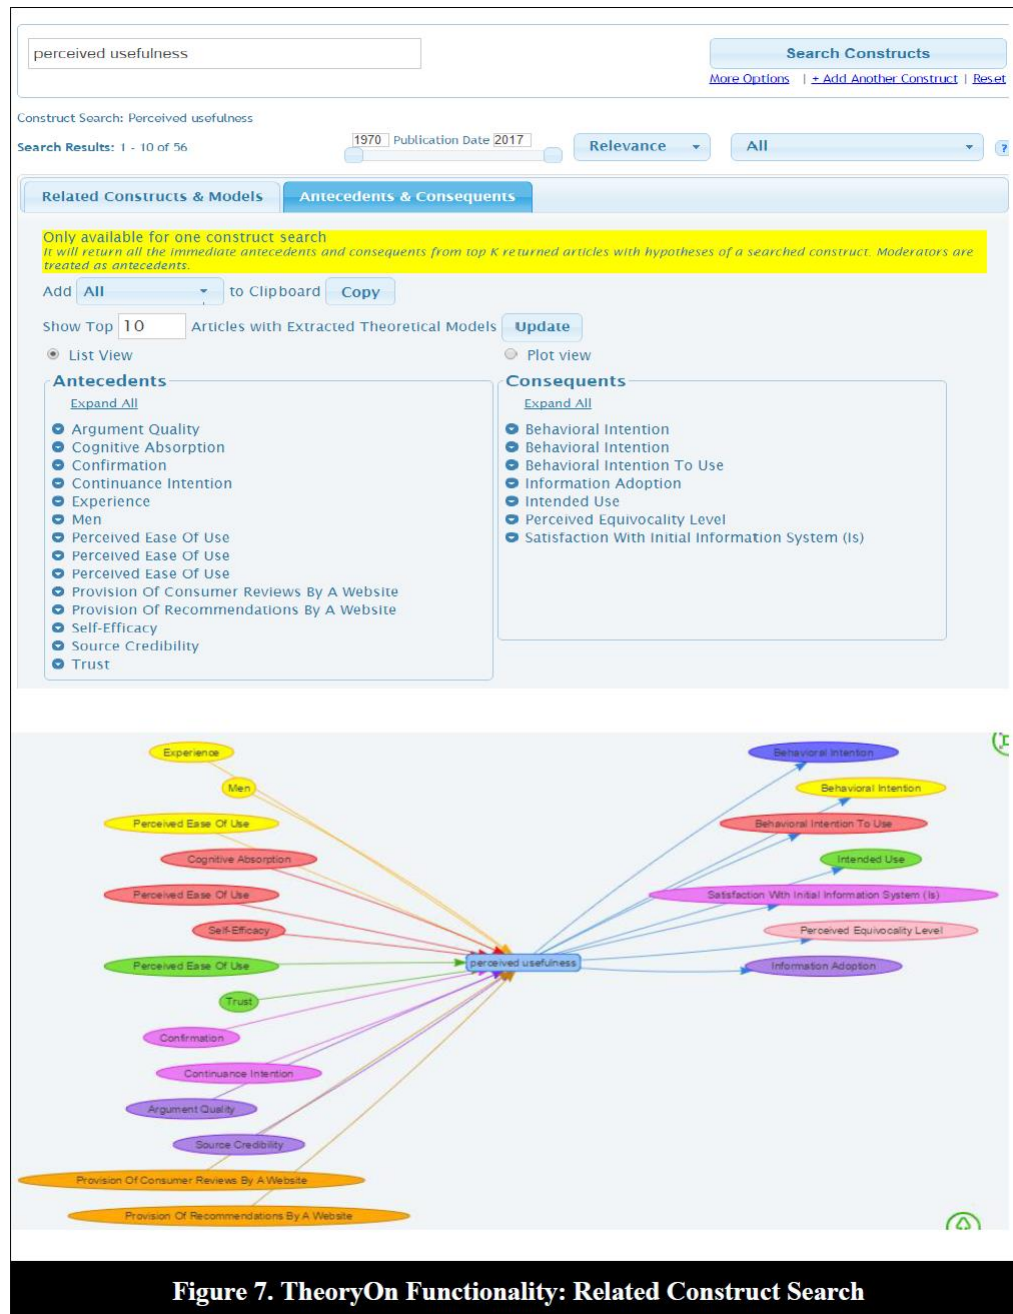 perceived usefulness
Search Constructs
More Options | + Add Another Construct | Reset
Construct Search: Perceived usefulness
Search Results: 1 - 10 of 56
1970 Publication Date 2017
Relevance
All
?
Related Constructs & Models
Antecedents & Consequents
Only available for one construct search
It will return all the immediate antecedents and consequents from top K returned articles with hypotheses of a searched construct. Moderators are
treated as antecedents.
Add All to Clipboard Copy
Show Top 10 Articles with Extracted Theoretical Models Update
List View
Plot view
Antecedents
Expand All
Argument Quality
Cognitive Absorption
Confirmation
Continuance Intention
Experience
Men
Perceived Ease Of Use
Perceived Ease Of Use
Perceived Ease Of Use
Provision Of Consumer Reviews By A Website
Provision Of Recommendations By A Website
Self-Efficacy
Source Credibility
Trust
Consequents
Expand All
Behavioral Intention
Behavioral Intention
Behavioral Intention To Use
Information Adoption
Intended Use
Perceived Equivocality Level
Satisfaction With Initial Information System (Is)
Experience
Men
Perceived Ease Of Use
Cognitive Absorption
Perceived Ease Of Use
Self-Efficacy
Perceived Ease Of Use
Trust
Confirmation
Continuance Intention
Argument Quality
Source Credibility
Provision Of Consumer Reviews By A Website
Provision Of Recommendations By A Website
perceived usefulness
Behavioral Intention
Behavioral Intention
Behavioral Intention To Use
Intended Use
Satisfaction With Initial Information System (Is)
Perceived Equivocality Level
Information Adoption
Figure 7. TheoryOn Functionality: Related Construct Search